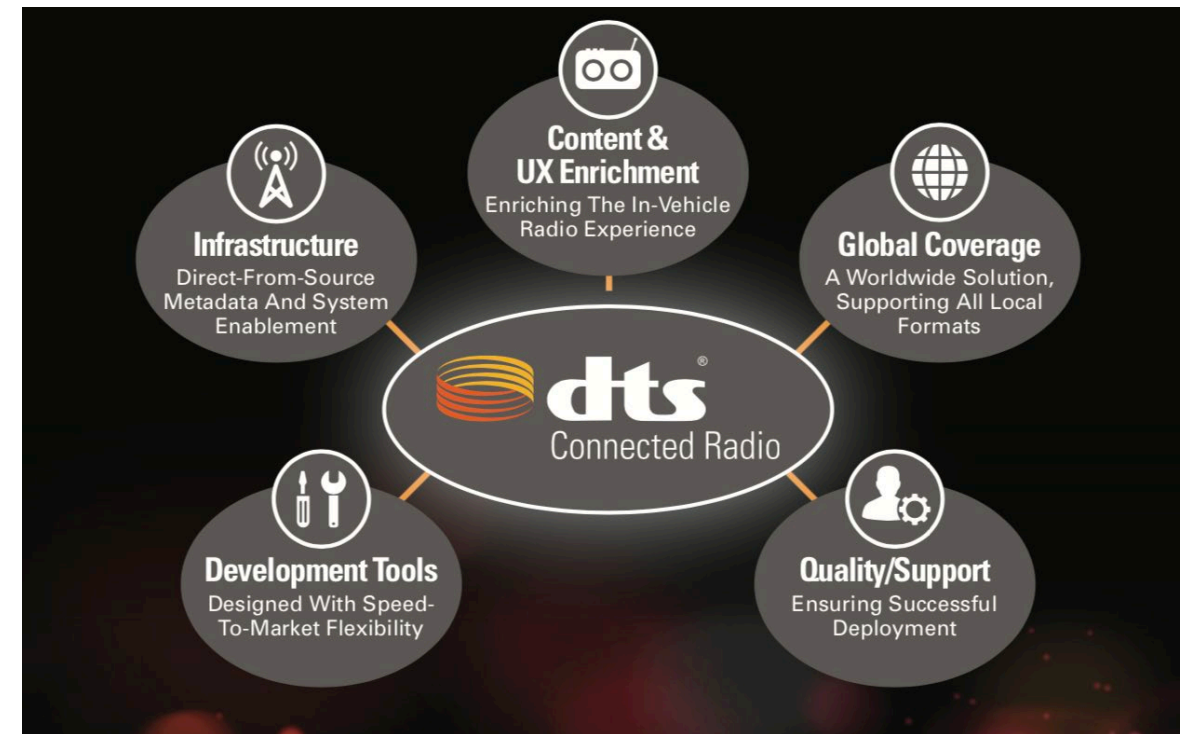 Content &
UX Enrichment
Enriching The In-Vehicle
Radio Experience
Infrastructure
Direct-From-Source
Metadata And System
Enablement
Global Coverage
A Worldwide Solution,
Supporting All Local
Formats
dts®
Connected Radio
Development Tools
Designed With Speed-
To-Market Flexibility
Quality/Support
Ensuring Successful
Deployment